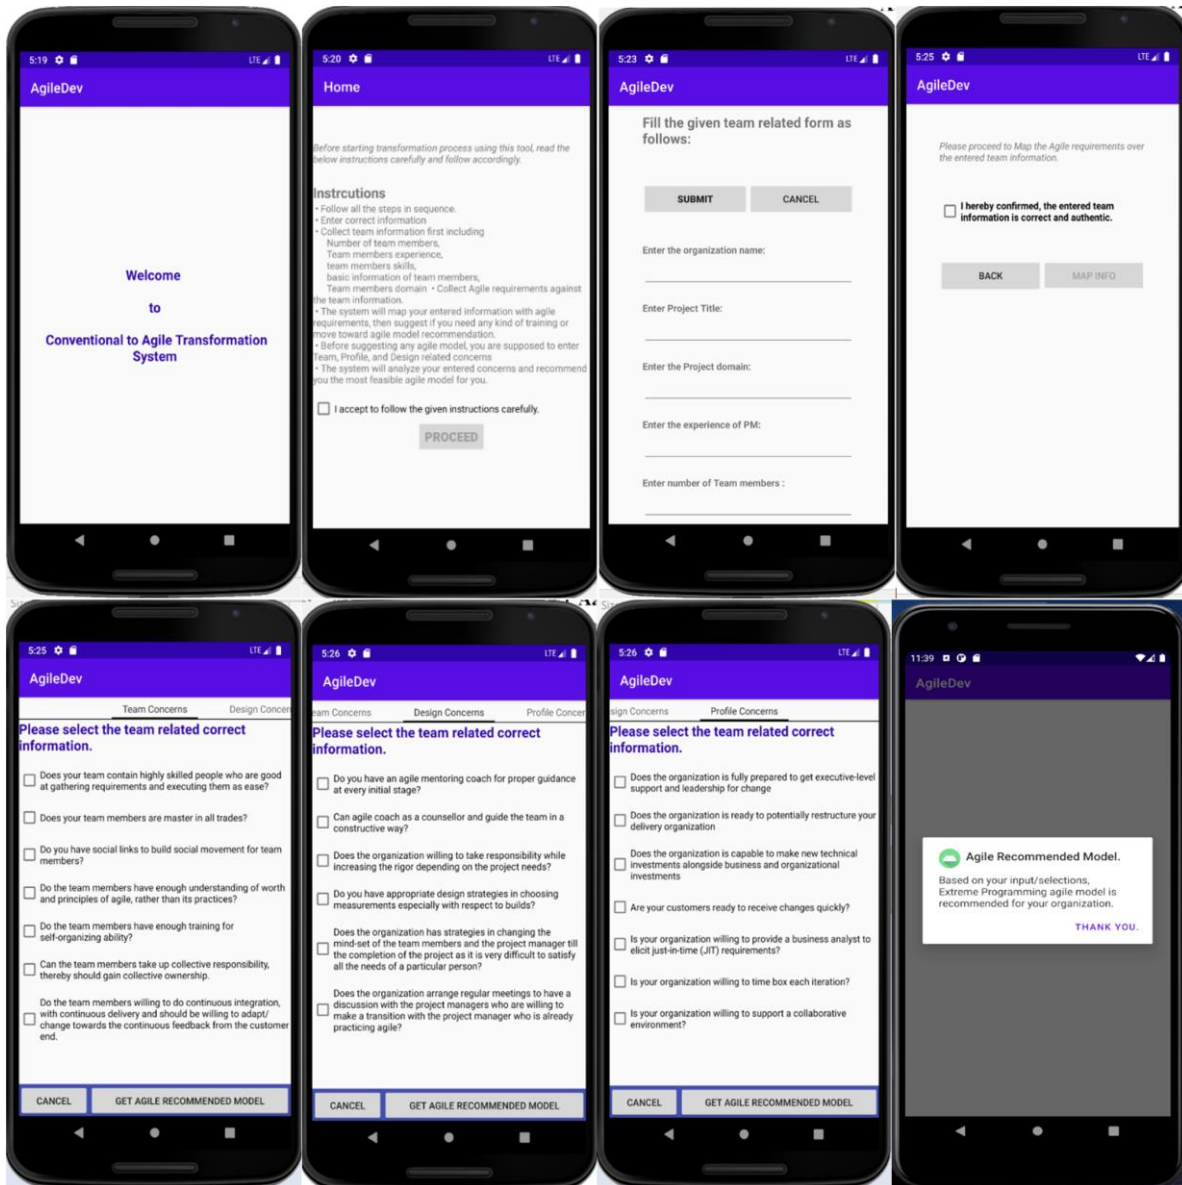 5:19 LTE
AgileDev
Welcome
to
Conventional to Agile Transformation
System
5:20 LTE
Home
Before starting transformation process using this tool, read the
below instructions carefully and follow accordingly.
Instrcutions
• Follow all the steps in sequence.
• Enter correct information
• Collect team information first including
Number of team members,
Team members experience,
team members skills,
basic information of team members,
Team members domain • Collect Agile requirements against
the team information.
• The system will map your entered information with agile
requirements, then suggest if you need any kind of training or
move toward agile model recommendation.
• Before suggesting any agile model, you are supposed to enter
Team, Profile, and Design related concerns
• The system will analyze your entered concerns and recommend
you the most feasible agile model for you.
I accept to follow the given instructions carefully.
PROCEED
5:23 LTE
AgileDev
Fill the given team related form as
follows:
SUBMIT CANCEL
Enter the organization name:
Enter Project Title:
Enter the Project domain:
Enter the experience of PM:
Enter number of Team members :
5:25 LTE
AgileDev
Please proceed to Map the Agile requirements over
the entered team information.
I hereby confirmed, the entered team
information is correct and authentic.
BACK MAP INFO
5:25 LTE
AgileDev
Team Concerns Design Concer
Please select the team related correct
information.
Does your team contain highly skilled people who are good
at gathering requirements and executing them as ease?
Does your team members are master in all trades?
Do you have social links to build social movement for team
members?
Do the team members have enough understanding of worth
and principles of agile, rather than its practices?
Do the team members have enough training for
self-organizing ability?
Can the team members take up collective responsibility,
thereby should gain collective ownership.
Do the team members willing to do continuous integration,
with continuous delivery and should be willing to adapt/
change towards the continuous feedback from the customer
end.
CANCEL GET AGILE RECOMMENDED MODEL
5:26 LTE
AgileDev
eam Concerns Design Concerns Profile Concer
Please select the team related correct
information.
Do you have an agile mentoring coach for proper guidance
at every initial stage?
Can agile coach as a counsellor and guide the team in a
constructive way?
Does the organization willing to take responsibility while
increasing the rigor depending on the project needs?
Do you have appropriate design strategies in choosing
measurements especially with respect to builds?
Does the organization has strategies in changing the
mind-set of the team members and the project manager till
the completion of the project as it is very difficult to satisfy
all the needs of a particular person?
Does the organization arrange regular meetings to have a
discussion with the project managers who are willing to
make a transition with the project manager who is already
practicing agile?
CANCEL GET AGILE RECOMMENDED MODEL
5:26 LTE
AgileDev
sign Concerns Profile Concerns
Please select the team related correct
information.
Does the organization is fully prepared to get executive-level
support and leadership for change
Does the organization is ready to potentially restructure your
delivery organization
Does the organization is capable to make new technical
investments alongside business and organizational
investments
Are your customers ready to receive changes quickly?
Is your organization willing to provide a business analyst to
elicit just-in-time (JIT) requirements?
Is your organization willing to time box each iteration?
Is your organization willing to support a collaborative
environment?
CANCEL GET AGILE RECOMMENDED MODEL
11:39
AgileDev
Agile Recommended Model.
Based on your input/selections,
Extreme Programming agile model is
recommended for your organization.
THANK YOU.